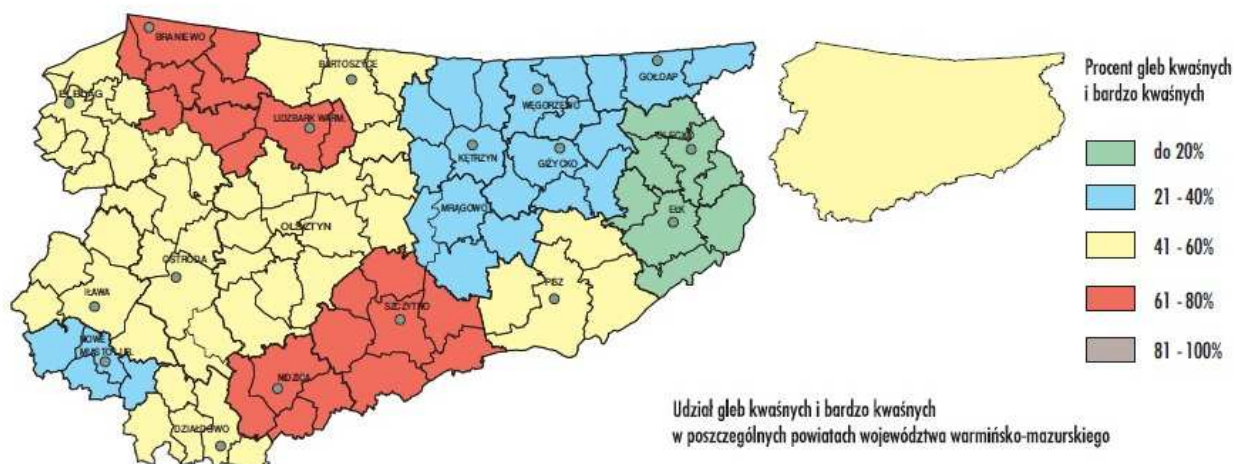 BRANIEWO
BARTOSZYCE
GOŁDAP
ELBLĄG
WĘGORZEWO
LIDZBARK WARM.
OLECKO
KĘTRZYN
GIŻYCKO
MRĄGOWO
EŁK
OLSZTYN
OSTRÓDA
PISZ
IŁAWA
SZCZYTNO
NOWE
MIASTO LUB.
NIDZICA
DZIAŁDOWO
Procent gleb kwaśnych
i bardzo kwaśnych
do 20%
21 - 40%
41 - 60%
61 - 80%
81 - 100%
Udział gleb kwaśnych i bardzo kwaśnych
w poszczególnych powiatach województwa warmińsko-mazurskiego